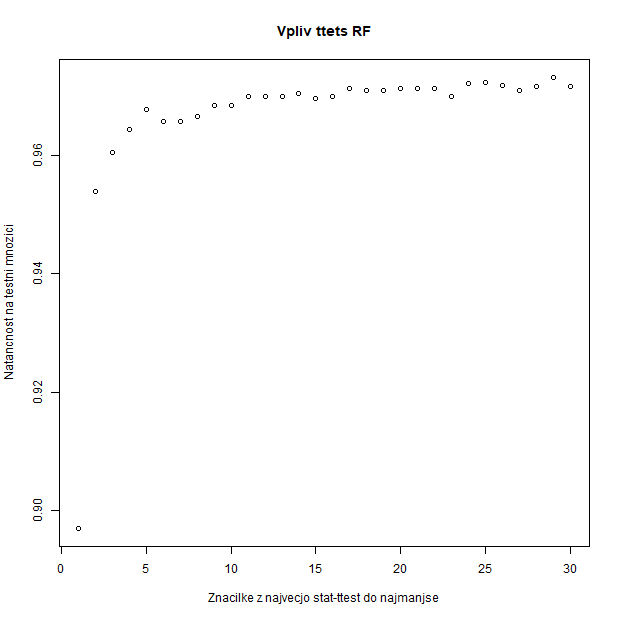 Vpliv ttets RF
Natancnost na testni mnozici
0.96
0.94
0.92
0.90
0 5 10 15 20 25 30
Znacilke z najvecjo stat-ttest do najmanjse